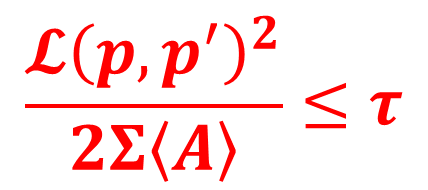 ℒ(p, p′)² / 2Σ⟨A⟩ ≤ τ